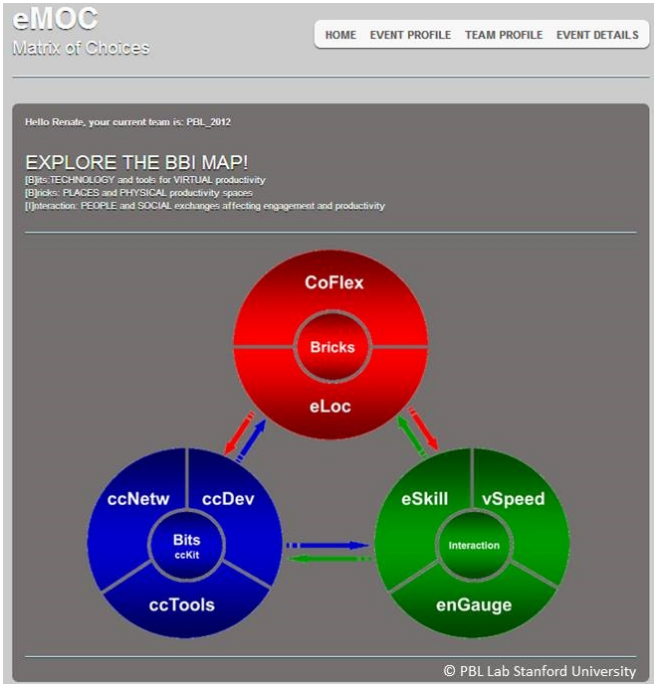 eMOC
Matrix of Choices
HOME EVENT PROFILE TEAM PROFILE EVENT DETAILS
Hello Renate, your current team is: PBL_2012
EXPLORE THE BBI MAP!
[B]its:TECHNOLOGY and tools for VIRTUAL productivity
[B]ricks: PLACES and PHYSICAL productivity spaces
[I]nteraction: PEOPLE and SOCIAL exchanges affecting engagement and productivity
CoFlex
Bricks
eLoc
ccNetw ccDev
Bits
ccKit
ccTools
eSkill vSpeed
Interaction
enGauge
© PBL Lab Stanford University